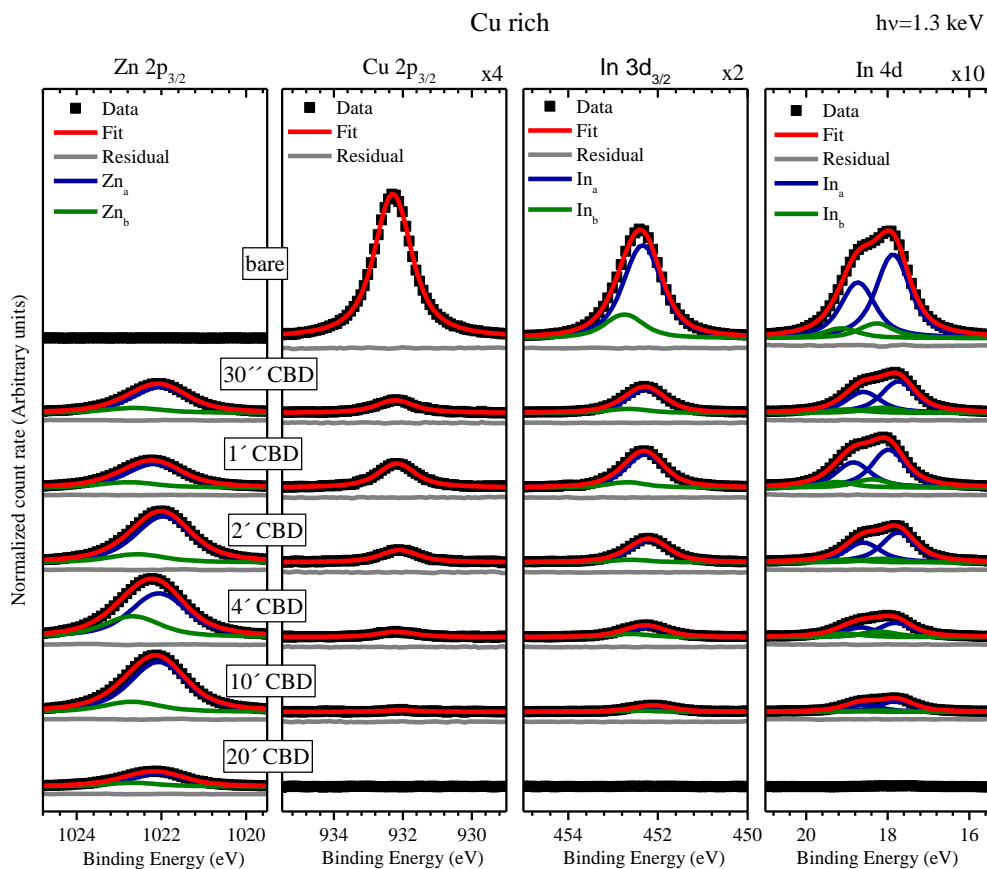 Cu rich
hν=1.3 keV
Zn 2p3/2
Cu 2p3/2
x4
In 3d3/2
x2
In 4d
x10
Data
Fit
Residual
Zna
Znb
Data
Fit
Residual
Data
Fit
Residual
Ina
Inb
Data
Fit
Residual
Ina
Inb
bare
30´´ CBD
1´ CBD
2´ CBD
4´ CBD
10´ CBD
20´ CBD
Normalized count rate (Arbitrary units)
1024 1022 1020
934 932 930
454 452 450
20 18 16
Binding Energy (eV)
Binding Energy (eV)
Binding Energy (eV)
Binding Energy (eV)